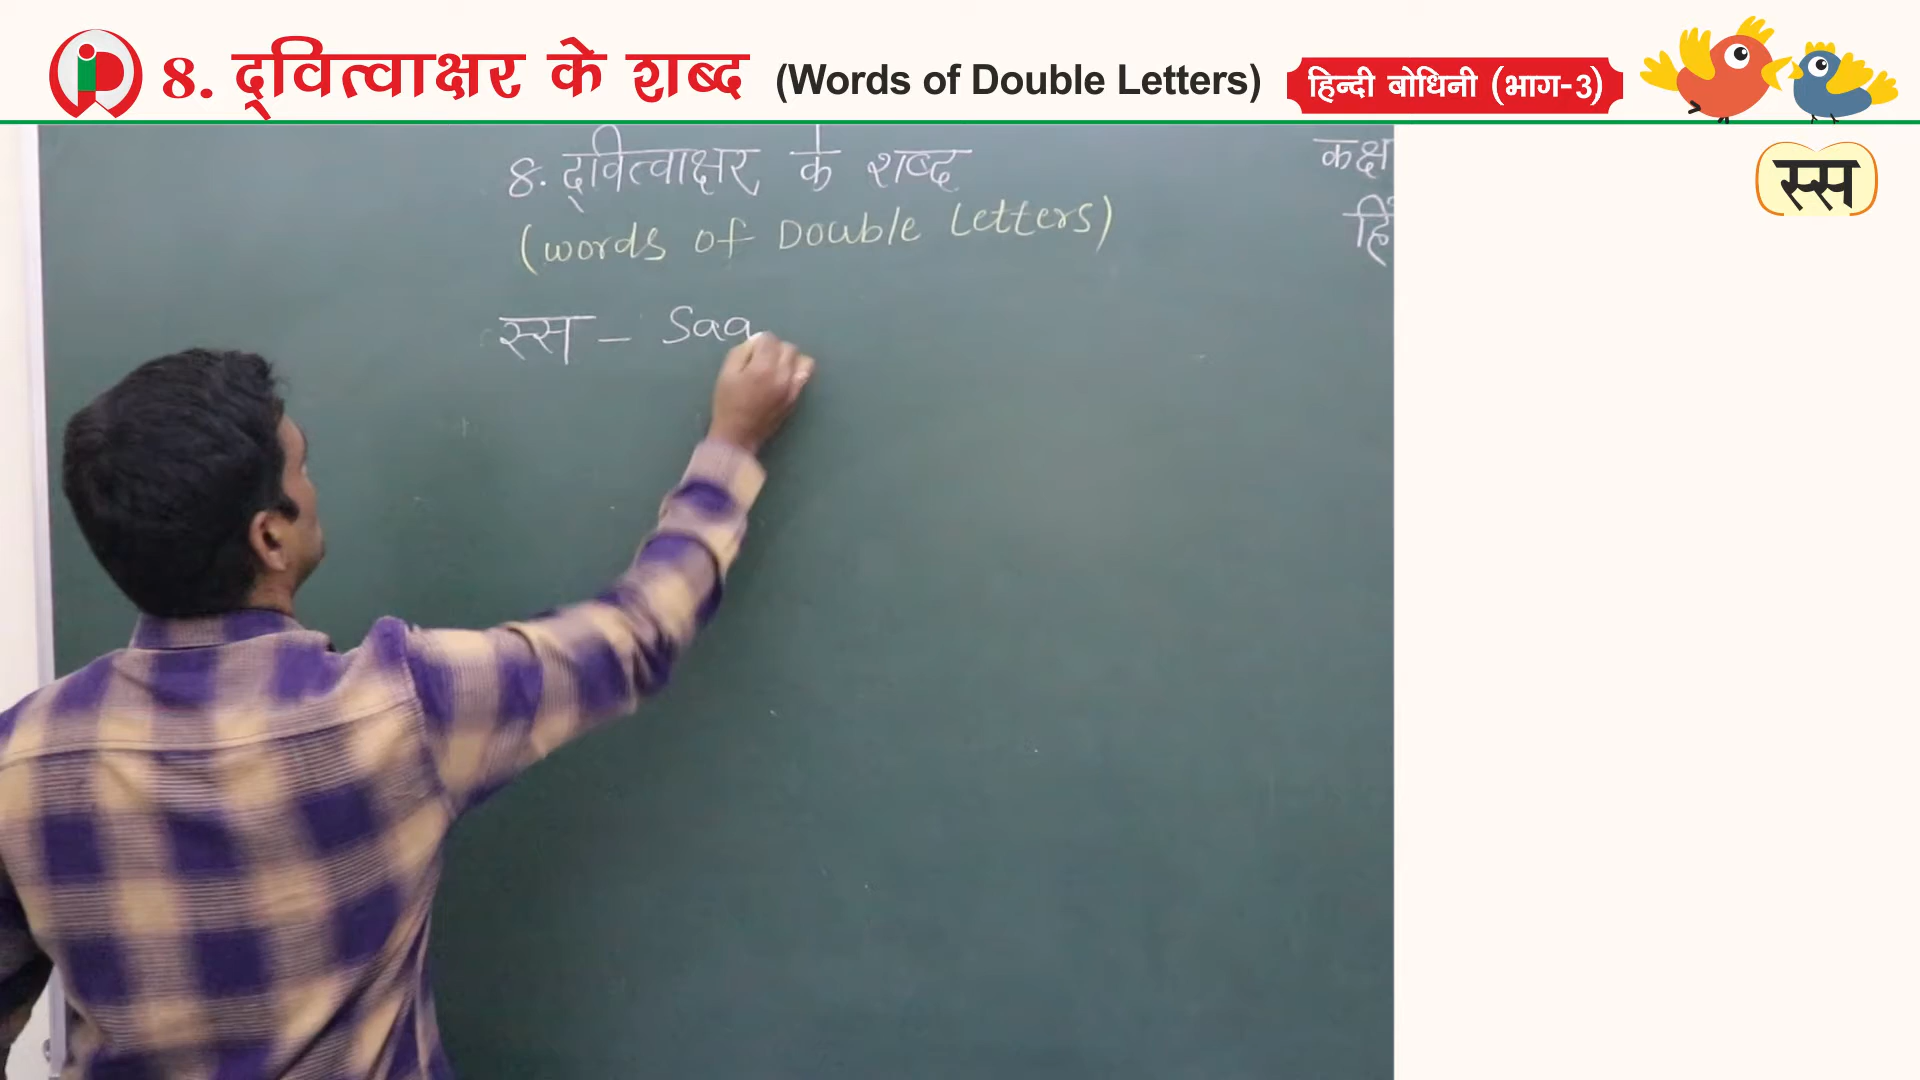 8. द्वित्वाक्षर के शब्द (Words of Double Letters) हिन्दी बोधिनी (भाग-3)
स्स
8. द्वित्वाक्षर के शब्द
(words of Double Letters)
स्स - Saa
कक्ष
हिं